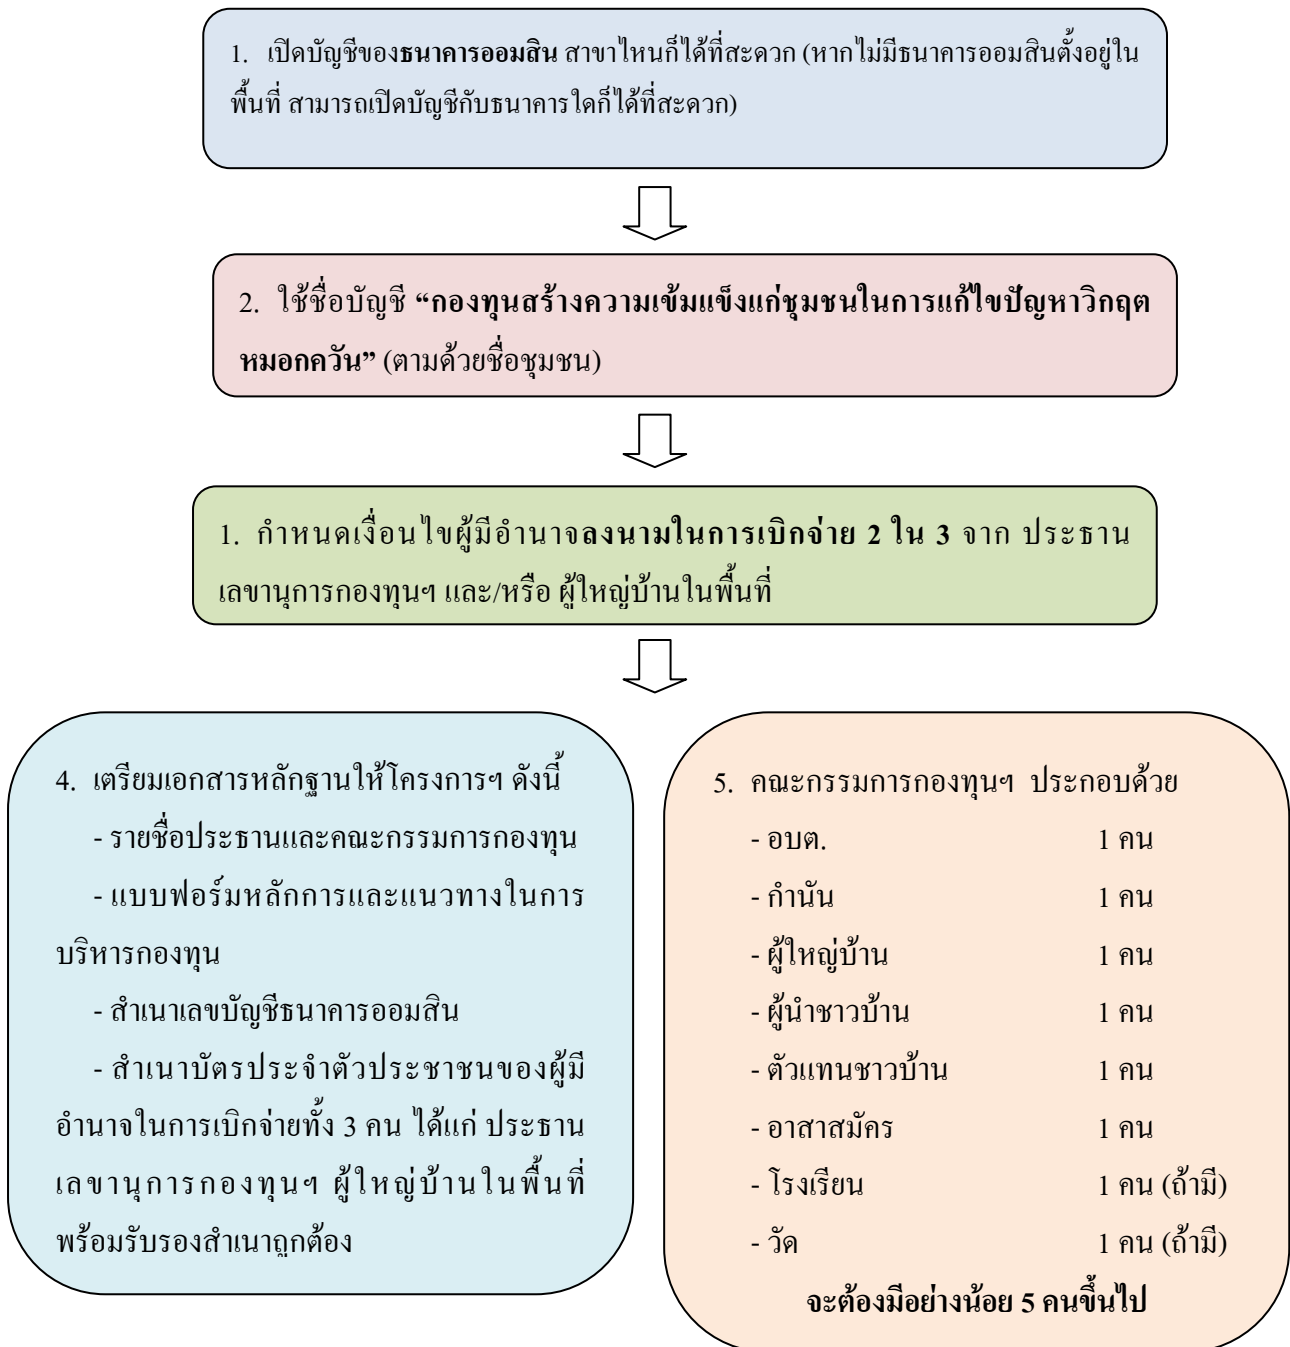 1. เปิดบัญชีของธนาคารออมสิน สาขาไหนก็ได้ที่สะดวก (หากไม่มีธนาคารออมสินตั้งอยู่ใน
พื้นที่ สามารถเปิดบัญชีกับธนาคารใดก็ได้ที่สะดวก)
2. ใช้ชื่อบัญชี “กองทุนสร้างความเข้มแข็งแก่ชุมชนในการแก้ไขปัญหาวิกฤต
หมอกควัน” (ตามด้วยชื่อชุมชน)
1. กำหนดเงื่อนไขผู้มีอำนาจลงนามในการเบิกจ่าย 2 ใน 3 จาก ประธาน
เลขานุการกองทุนฯ และ/หรือ ผู้ใหญ่บ้านในพื้นที่
4. เตรียมเอกสารหลักฐานให้โครงการฯ ดังนี้
- รายชื่อประธานและคณะกรรมการกองทุน
- แบบฟอร์มหลักการและแนวทางในการ
บริหารกองทุน
- สำเนาเลขบัญชีธนาคารออมสิน
- สำเนาบัตรประจำตัวประชาชนของผู้มี
อำนาจในการเบิกจ่ายทั้ง 3 คน ได้แก่ ประธาน
เลขานุการกองทุนฯ ผู้ใหญ่บ้านในพื้นที่
พร้อมรับรองสำเนาถูกต้อง
5. คณะกรรมการกองทุนฯ ประกอบด้วย
- อบต. 1 คน
- กำนัน 1 คน
- ผู้ใหญ่บ้าน 1 คน
- ผู้นำชาวบ้าน 1 คน
- ตัวแทนชาวบ้าน 1 คน
- อาสาสมัคร 1 คน
- โรงเรียน 1 คน (ถ้ามี)
- วัด 1 คน (ถ้ามี)
จะต้องมีอย่างน้อย 5 คนขึ้นไป